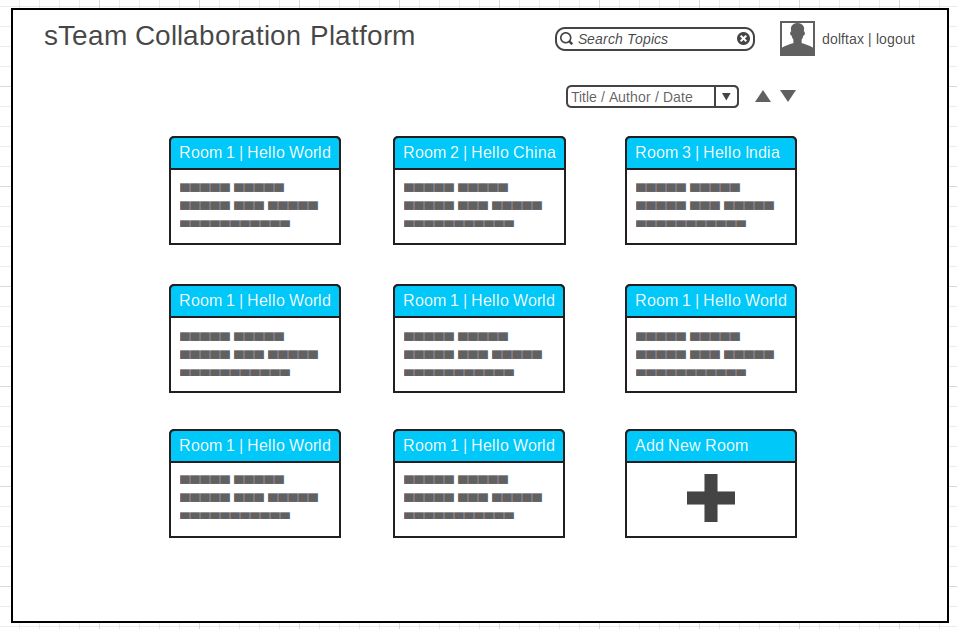 sTeam Collaboration Platform
Search Topics
dolftax | logout
Title / Author / Date
Room 1 | Hello World
Room 2 | Hello China
Room 3 | Hello India
Room 1 | Hello World
Room 1 | Hello World
Room 1 | Hello World
Room 1 | Hello World
Room 1 | Hello World
Add New Room